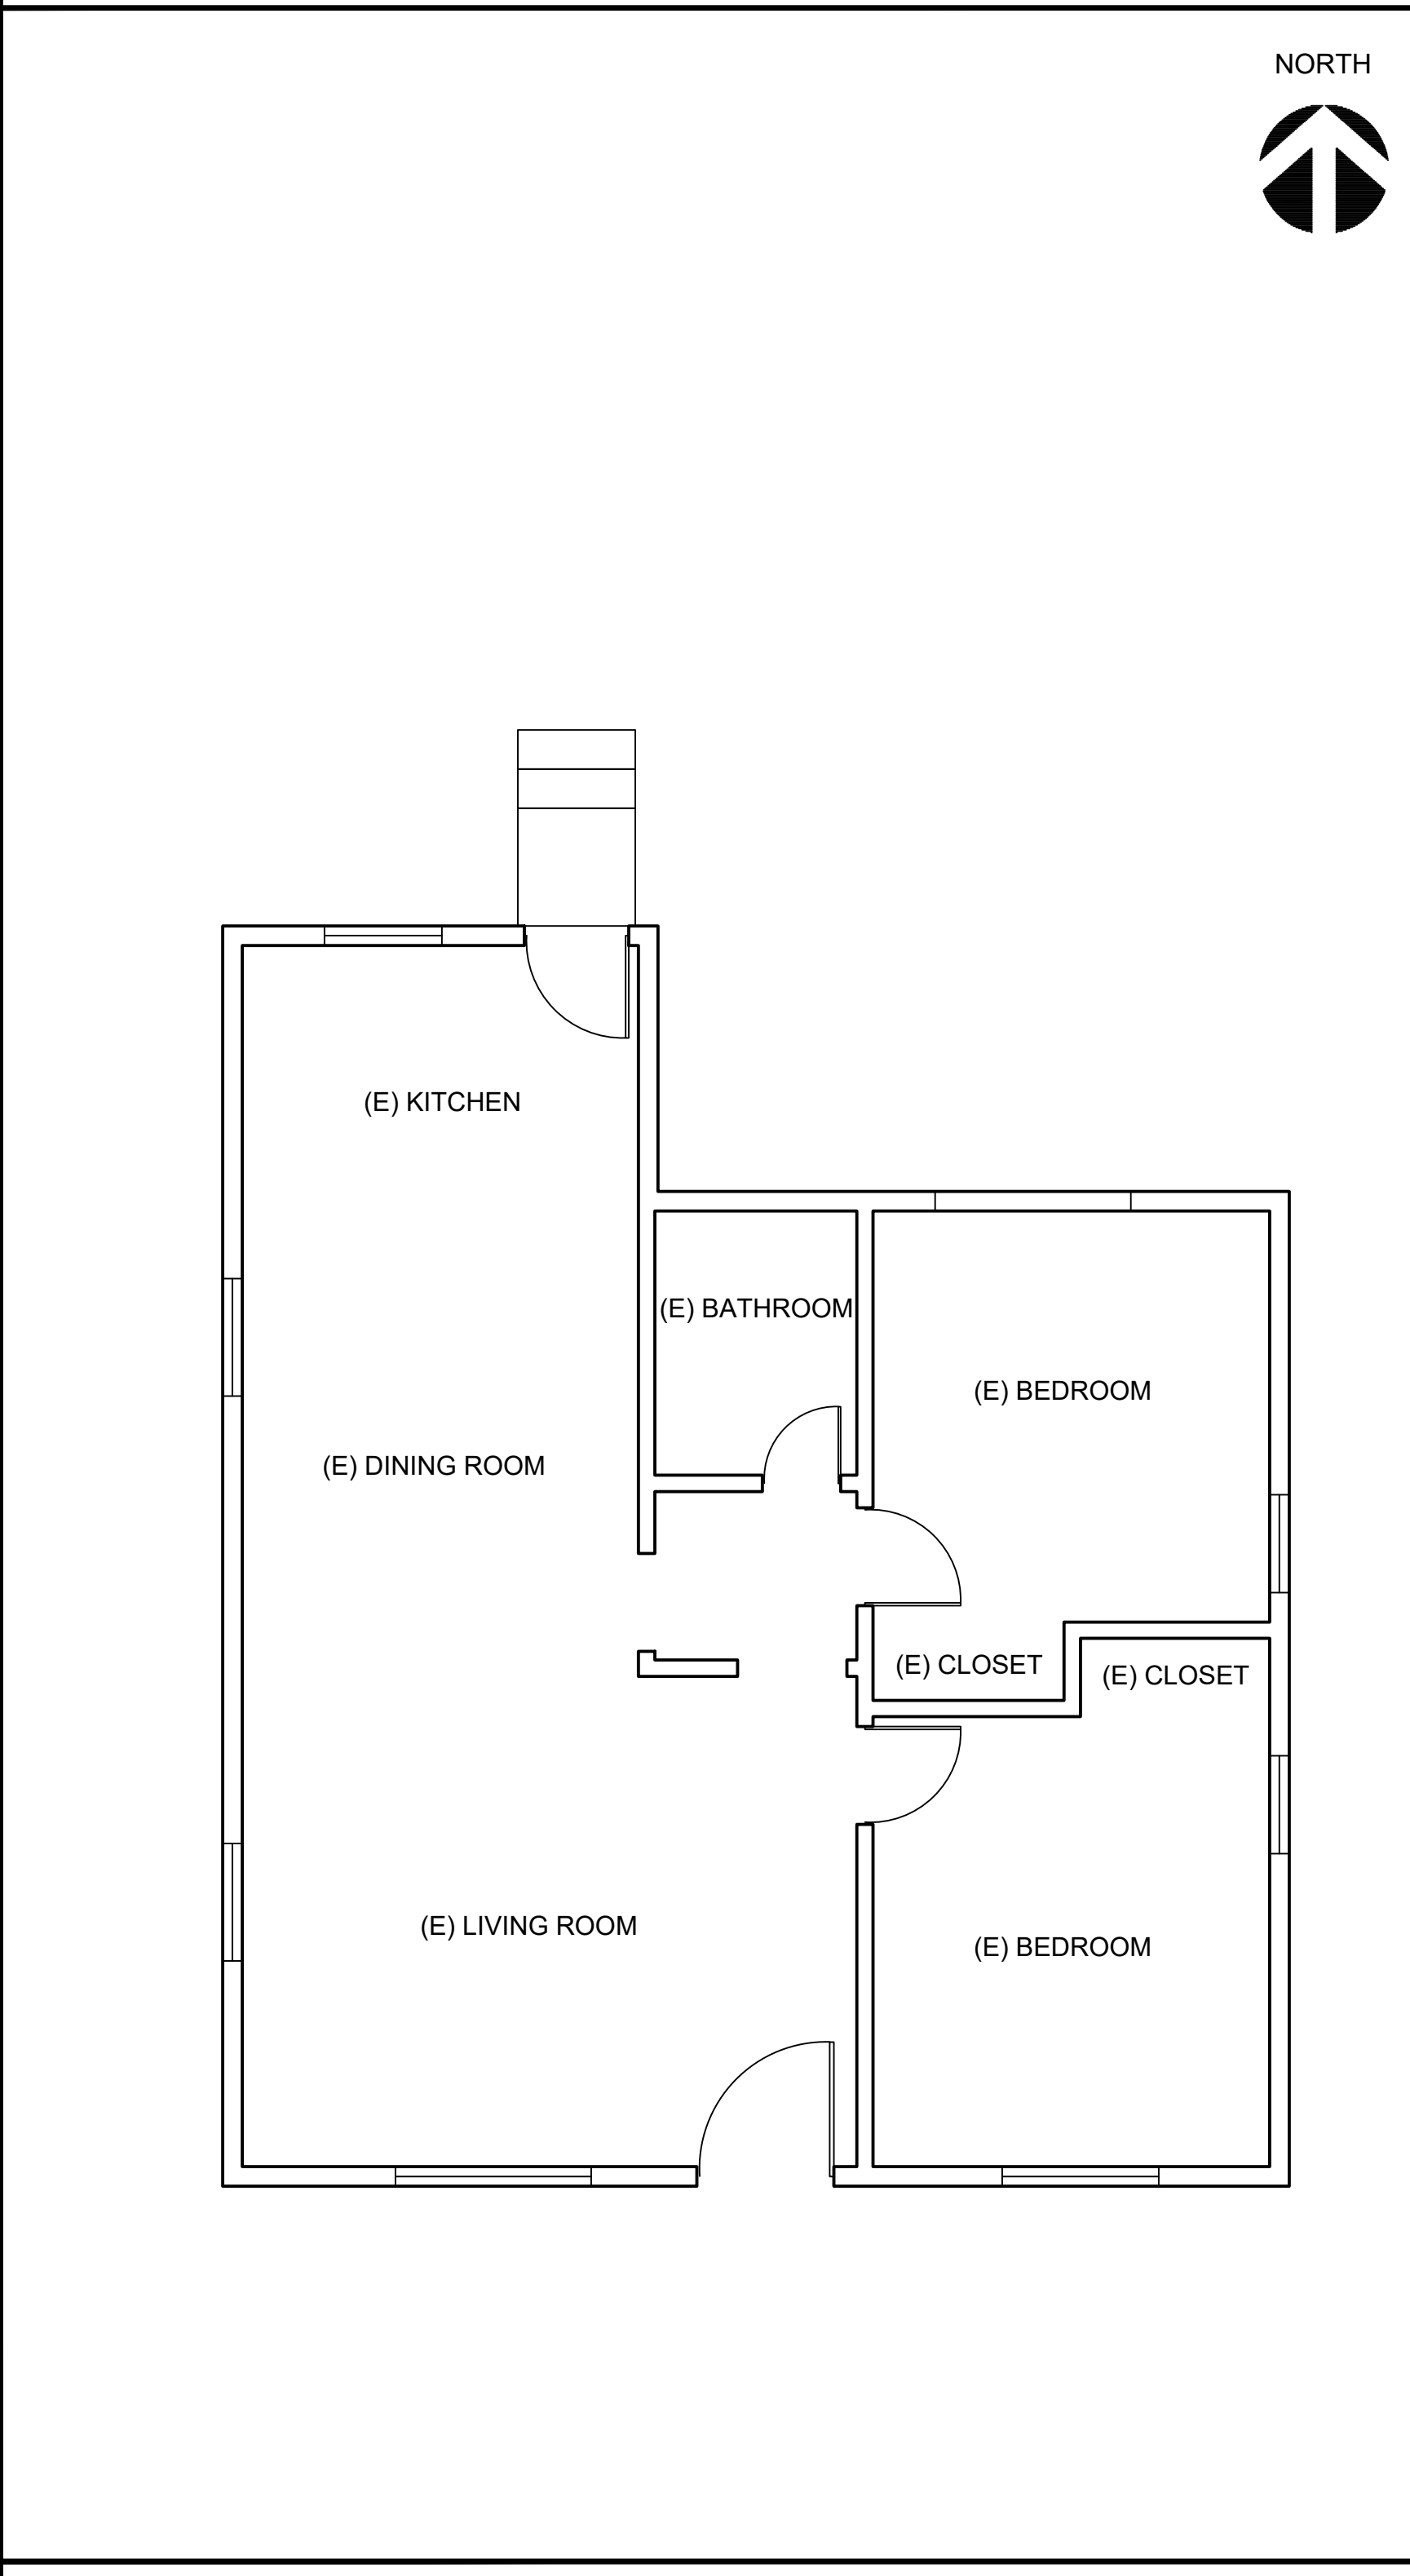 NORTH
(E) KITCHEN
(E) BATHROOM
(E) BEDROOM
(E) DINING ROOM
(E) CLOSET
(E) CLOSET
(E) LIVING ROOM
(E) BEDROOM